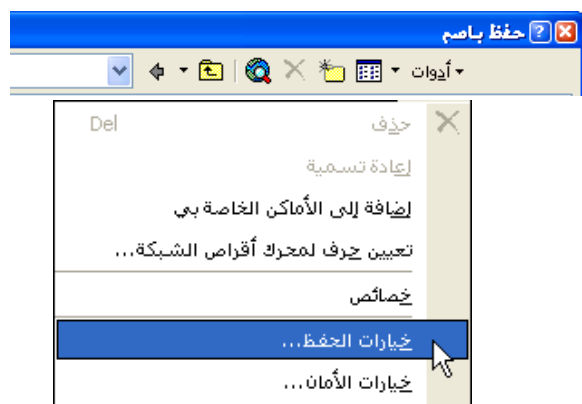 حفظ باسم
أدوات
حذف Del
إعادة تسمية
إضافة إلى الأماكن الخاصة بي
تعيين حرف لمحرك أقراص الشبكة...
خصائص
خيارات الحفظ...
خيارات الأمان...